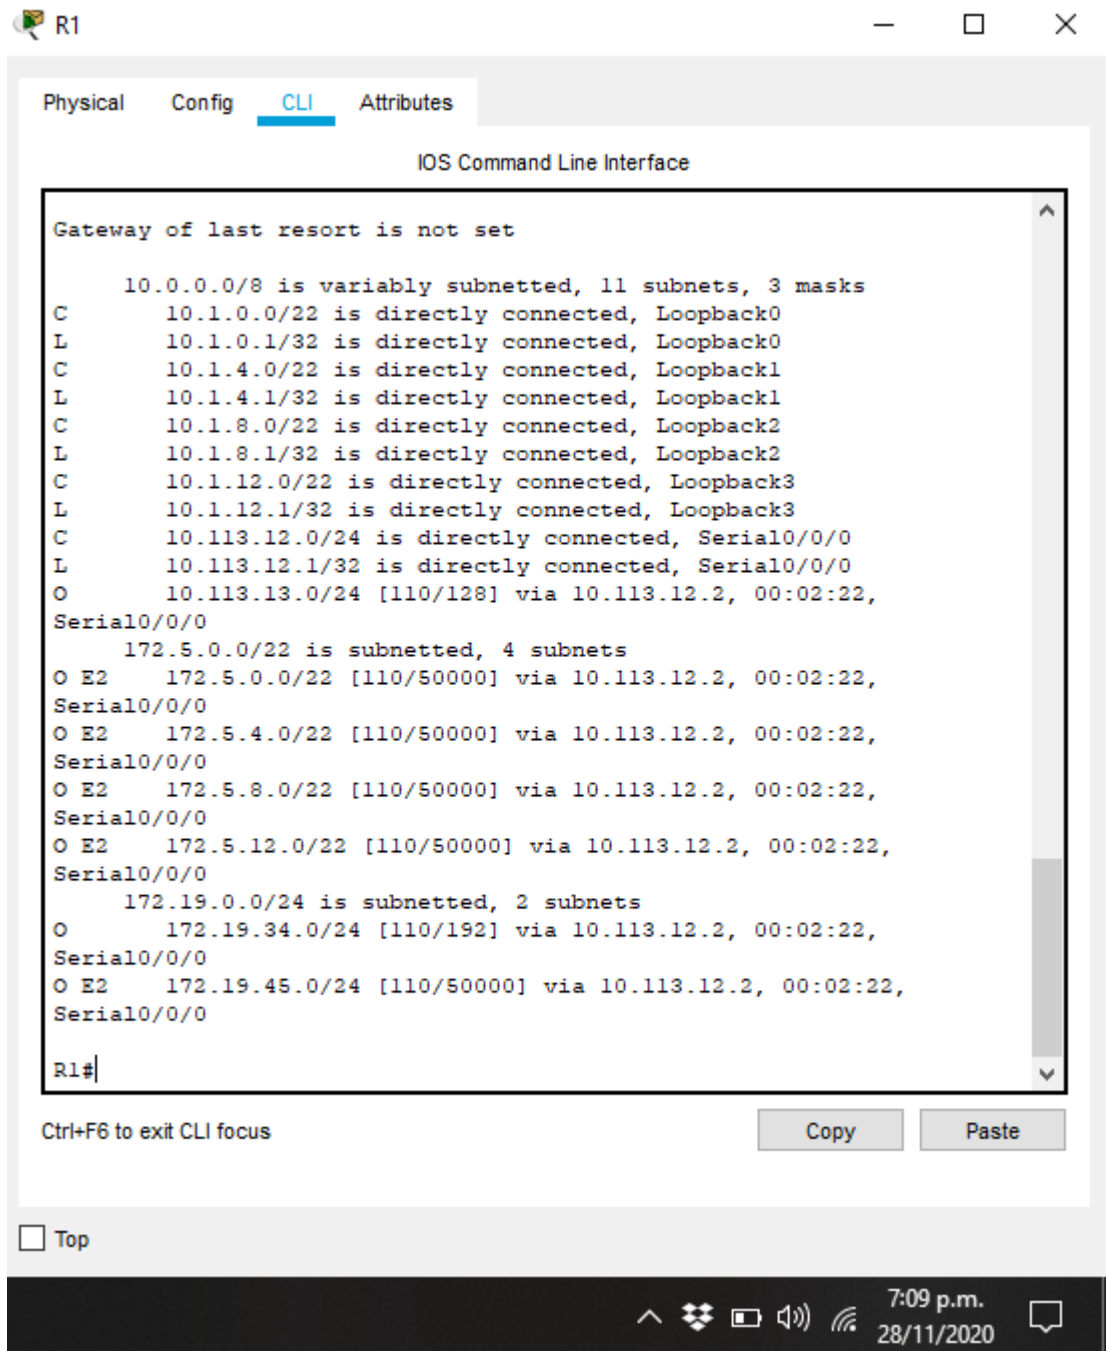 R1
Physical Config CLI Attributes
IOS Command Line Interface
Gateway of last resort is not set
10.0.0.0/8 is variably subnetted, 11 subnets, 3 masks
C 10.1.0.0/22 is directly connected, Loopback0
L 10.1.0.1/32 is directly connected, Loopback0
C 10.1.4.0/22 is directly connected, Loopback1
L 10.1.4.1/32 is directly connected, Loopback1
C 10.1.8.0/22 is directly connected, Loopback2
L 10.1.8.1/32 is directly connected, Loopback2
C 10.1.12.0/22 is directly connected, Loopback3
L 10.1.12.1/32 is directly connected, Loopback3
C 10.113.12.0/24 is directly connected, Serial0/0/0
L 10.113.12.1/32 is directly connected, Serial0/0/0
O 10.113.13.0/24 [110/128] via 10.113.12.2, 00:02:22,
Serial0/0/0
172.5.0.0/22 is subnetted, 4 subnets
O E2 172.5.0.0/22 [110/50000] via 10.113.12.2, 00:02:22,
Serial0/0/0
O E2 172.5.4.0/22 [110/50000] via 10.113.12.2, 00:02:22,
Serial0/0/0
O E2 172.5.8.0/22 [110/50000] via 10.113.12.2, 00:02:22,
Serial0/0/0
O E2 172.5.12.0/22 [110/50000] via 10.113.12.2, 00:02:22,
Serial0/0/0
172.19.0.0/24 is subnetted, 2 subnets
O 172.19.34.0/24 [110/192] via 10.113.12.2, 00:02:22,
Serial0/0/0
O E2 172.19.45.0/24 [110/50000] via 10.113.12.2, 00:02:22,
Serial0/0/0
R1#
Ctrl+F6 to exit CLI focus Copy Paste
Top
7:09 p.m.
28/11/2020